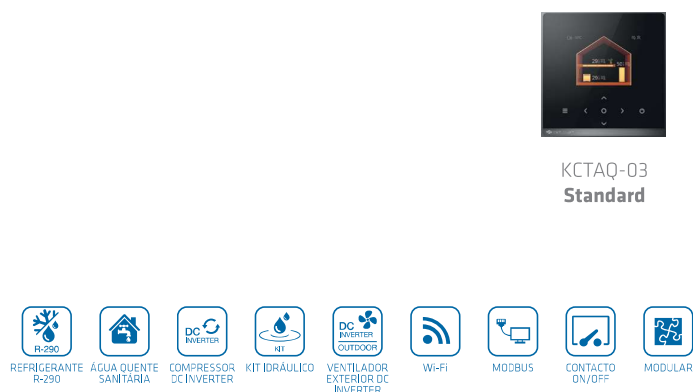 KCTAQ-03
Standard
R-290
REFRIGERANTE
R-290
ÁGUA QUENTE
SANITÁRIA
DC
INVERTER
COMPRESSOR
DC INVERTER
KIT
KIT IDRÁULICO
DC
INVERTER
OUTDOOR
VENTILADOR
EXTERIOR DC
INVERTER
Wi-Fi
MODBUS
CONTACTO
ON/OFF
MODULAR